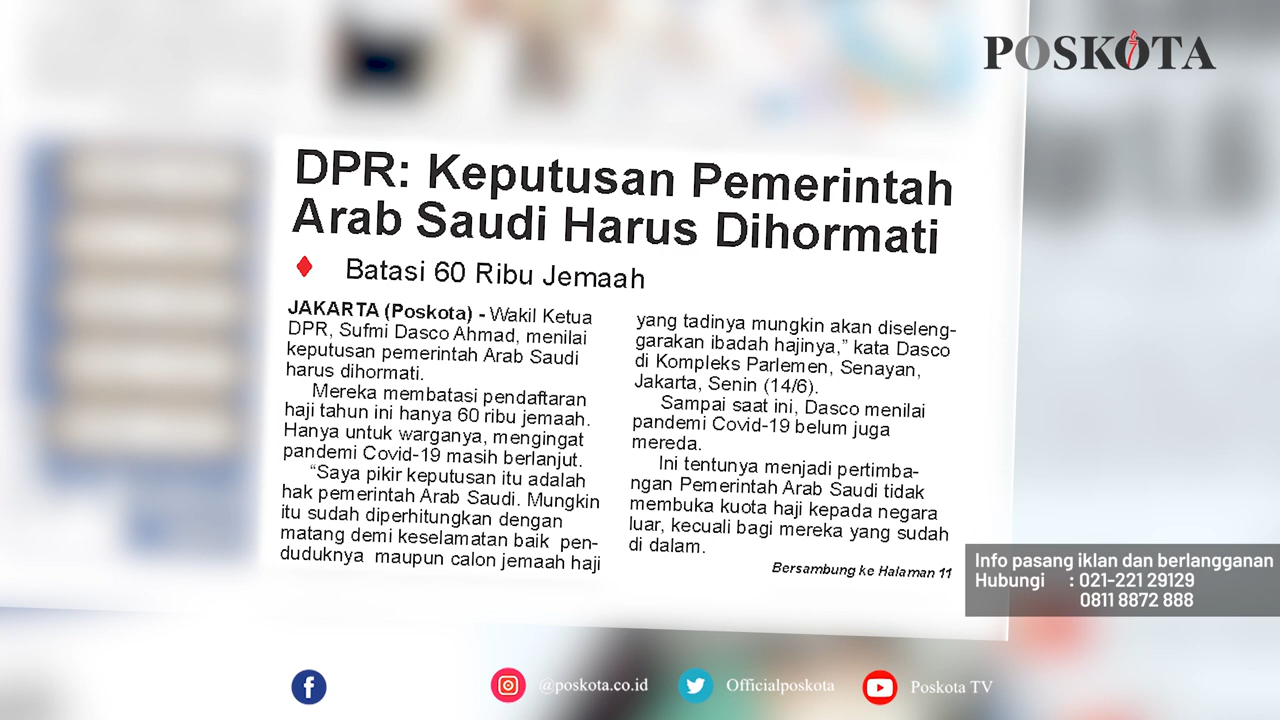 POSKOTA
DPR: Keputusan Pemerintah
Arab Saudi Harus Dihormati
Batasi 60 Ribu Jemaah
JAKARTA (Poskota) - Wakil Ketua
DPR, Sufmi Dasco Ahmad, menilai
keputusan pemerintah Arab Saudi
harus dihormati.
Mereka membatasi pendaftaran
haji tahun ini hanya 60 ribu jemaah.
Hanya untuk warganya, mengingat
pandemi Covid-19 masih berlanjut.
“Saya pikir keputusan itu adalah
hak pemerintah Arab Saudi. Mungkin
itu sudah diperhitungkan dengan
matang demi keselamatan baik pen-
duduknya maupun calon jemaah haji
yang tadinya mungkin akan diseleng-
garakan ibadah hajinya,” kata Dasco
di Kompleks Parlemen, Senayan,
Jakarta, Senin (14/6).
Sampai saat ini, Dasco menilai
pandemi Covid-19 belum juga
mereda.
Ini tentunya menjadi pertimba-
ngan Pemerintah Arab Saudi tidak
membuka kuota haji kepada negara
luar, kecuali bagi mereka yang sudah
di dalam.
Bersambung ke Halaman 11
Info pasang iklan dan berlangganan
Hubungi : 021-221 29129
0811 8872 888
@poskota.co.id
Officialposkota
Poskota TV